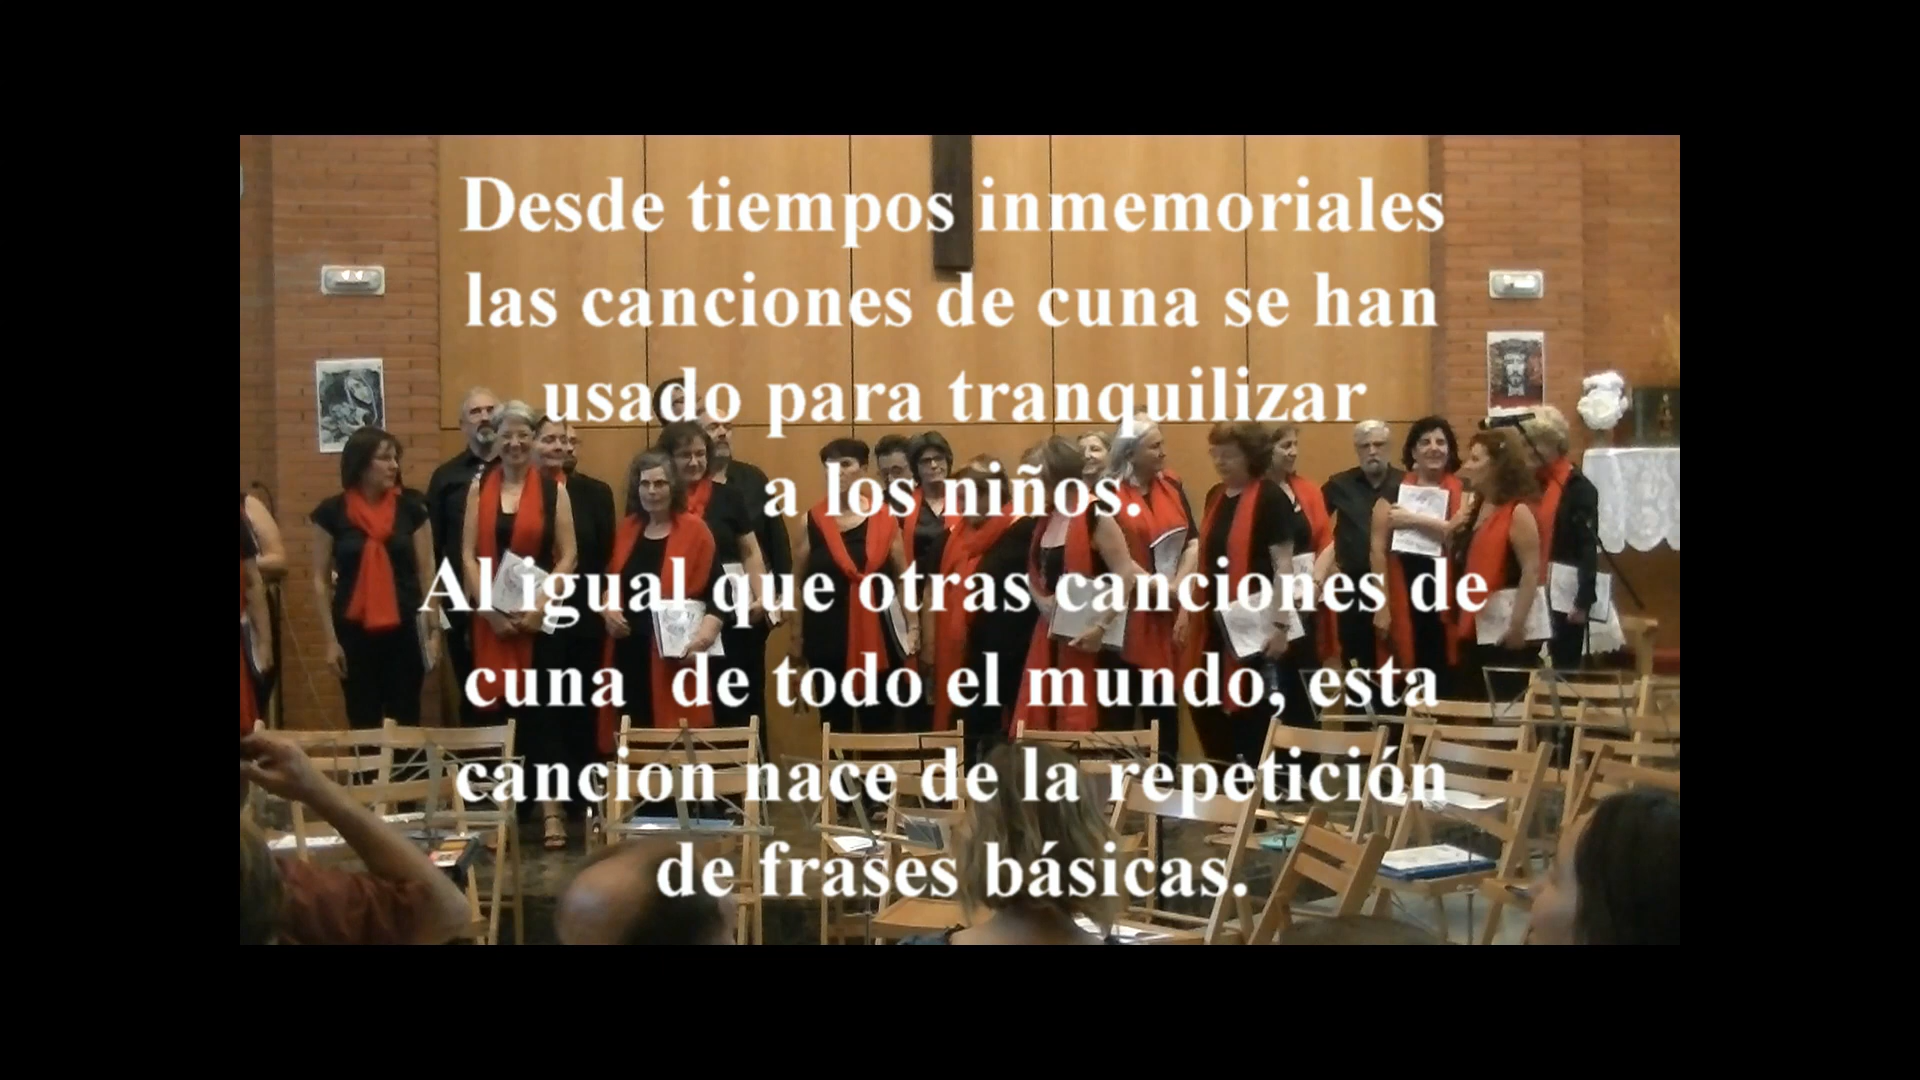 Desde tiempos inmemoriales
las canciones de cuna se han
usado para tranquilizar
a los niños.
Al igual que otras canciones de
cuna de todo el mundo, esta
cancion nace de la repetición
de frases básicas.